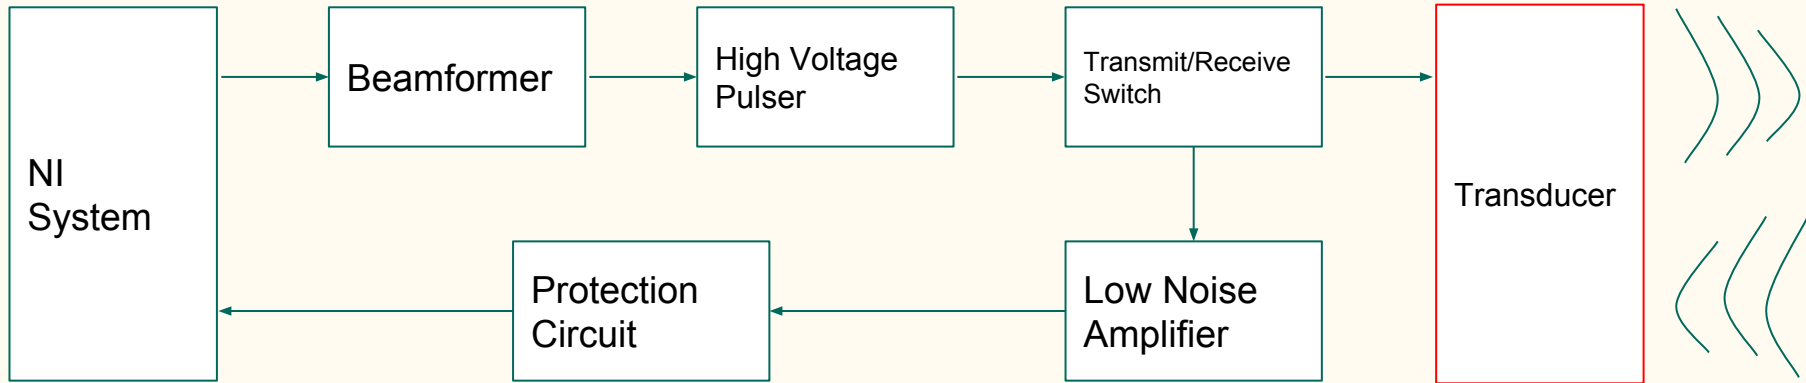 NI
System
Beamformer
High Voltage
Pulser
Transmit/Receive
Switch
Transducer
Protection
Circuit
Low Noise
Amplifier